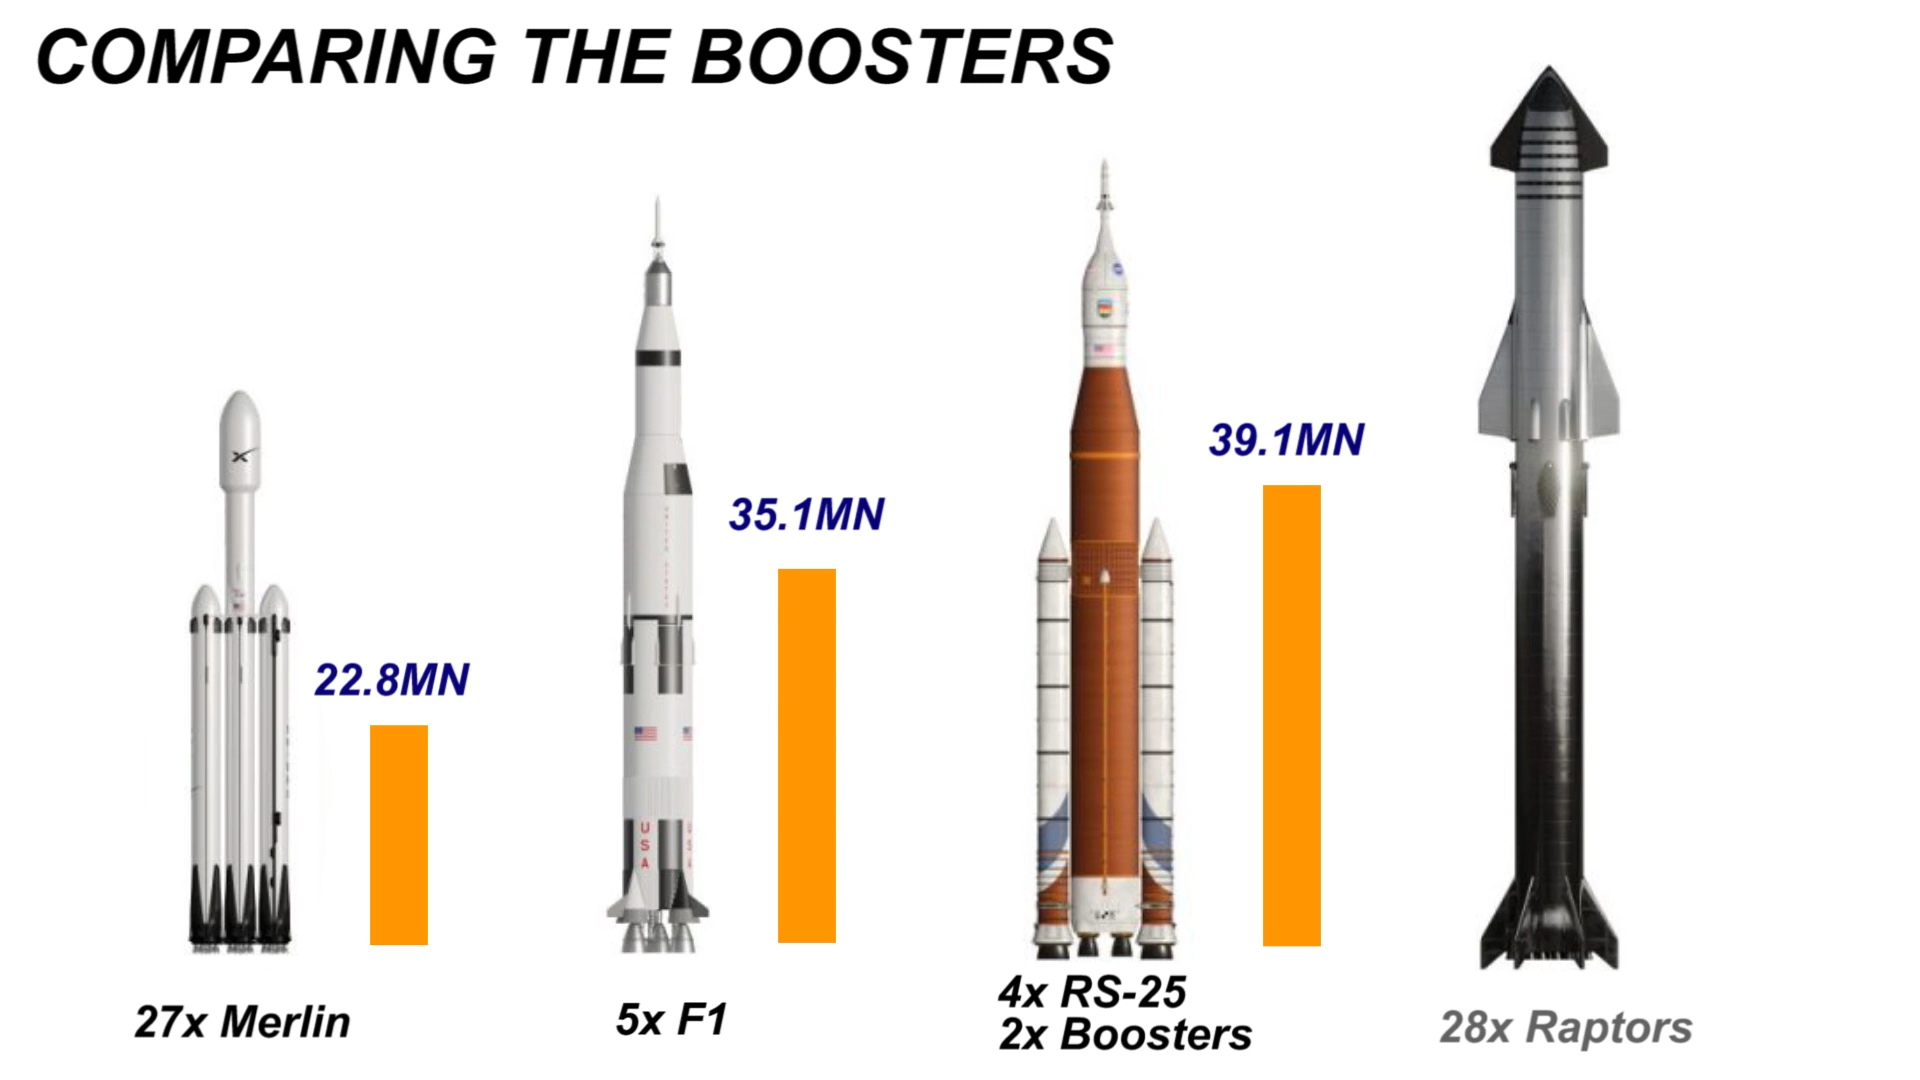 COMPARING THE BOOSTERS
39.1MN
35.1MN
22.8MN
USA
27x Merlin
5x F1
4x RS-25
2x Boosters
28x Raptors